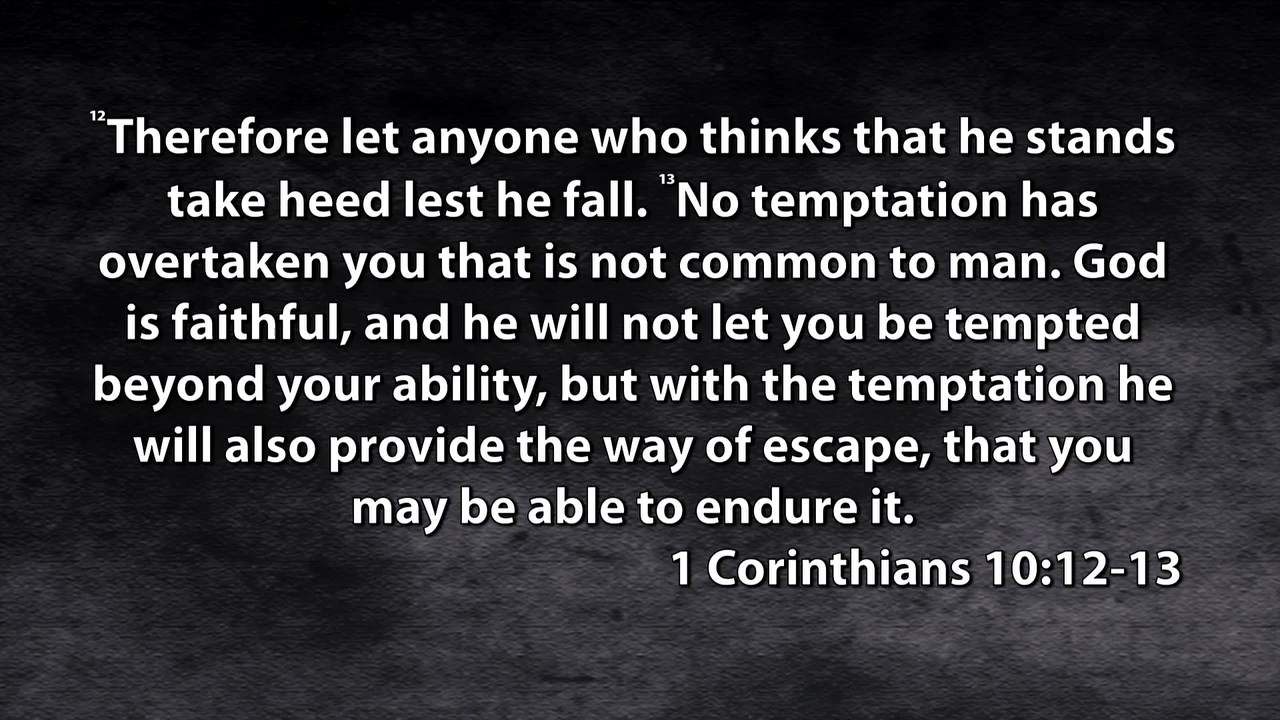 ¹²Therefore let anyone who thinks that he stands
take heed lest he fall. ¹³No temptation has
overtaken you that is not common to man. God
is faithful, and he will not let you be tempted
beyond your ability, but with the temptation he
will also provide the way of escape, that you
may be able to endure it.
1 Corinthians 10:12-13